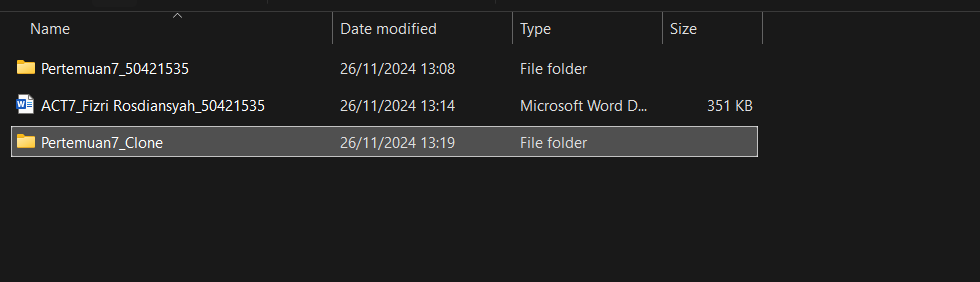 Name Date modified Type Size
Pertemuan7_50421535 26/11/2024 13:08 File folder
ACT7_Fizri Rosdiansyah_50421535 26/11/2024 13:14 Microsoft Word D... 351 KB
Pertemuan7_Clone 26/11/2024 13:19 File folder